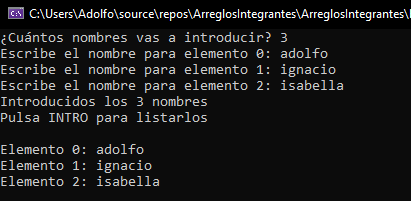 C:\Users\Adolfo\source\repos\ArreglosIntegrantes\ArreglosIntegrantes\
¿Cuántos nombres vas a introducir? 3
Escribe el nombre para elemento 0: adolfo
Escribe el nombre para elemento 1: ignacio
Escribe el nombre para elemento 2: isabella
Introducidos los 3 nombres
Pulsa INTRO para listarlos
Elemento 0: adolfo
Elemento 1: ignacio
Elemento 2: isabella